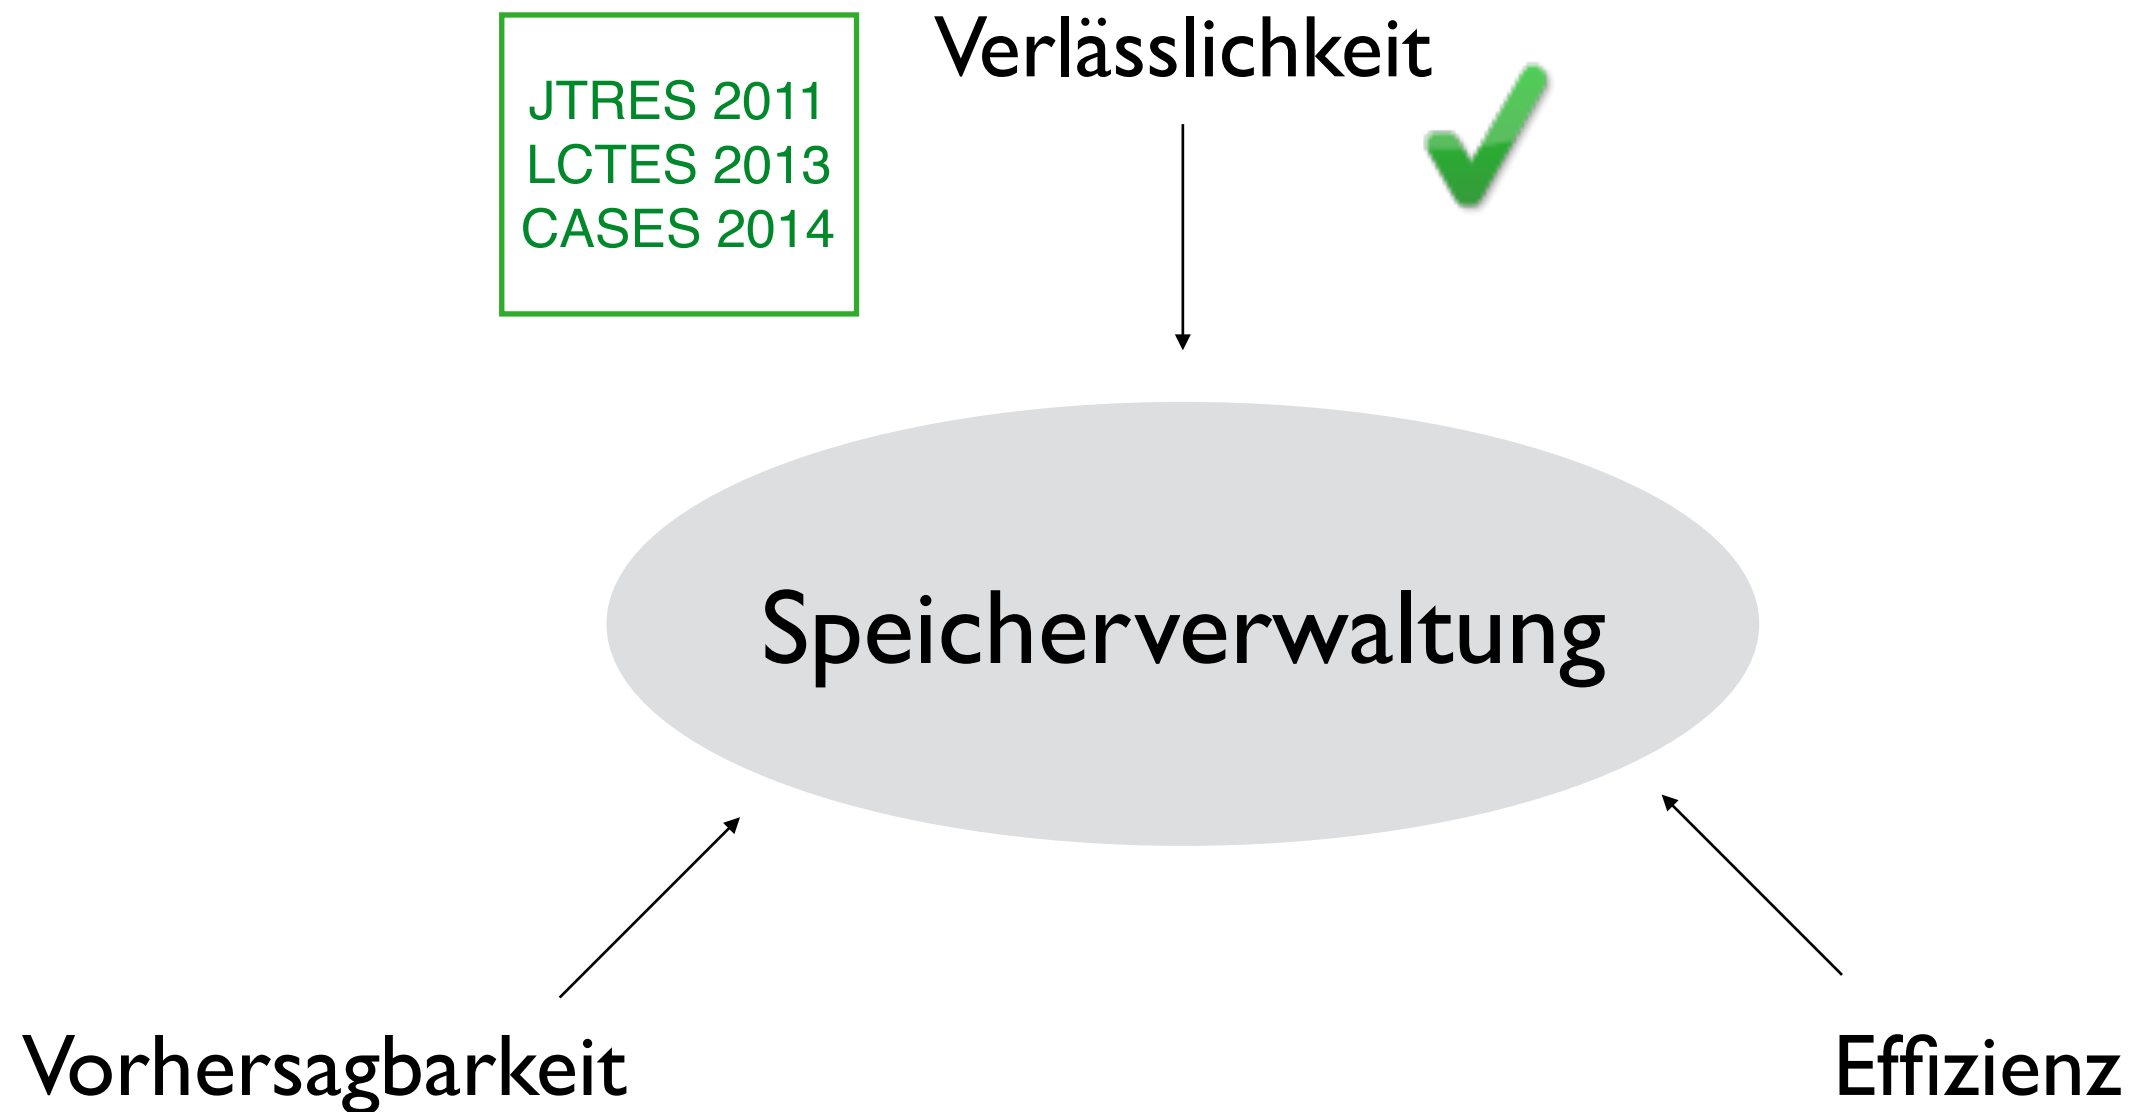 Verlässlichkeit
JTRES 2011
LCTES 2013
CASES 2014
Speicherverwaltung
Vorhersagbarkeit
Effizienz